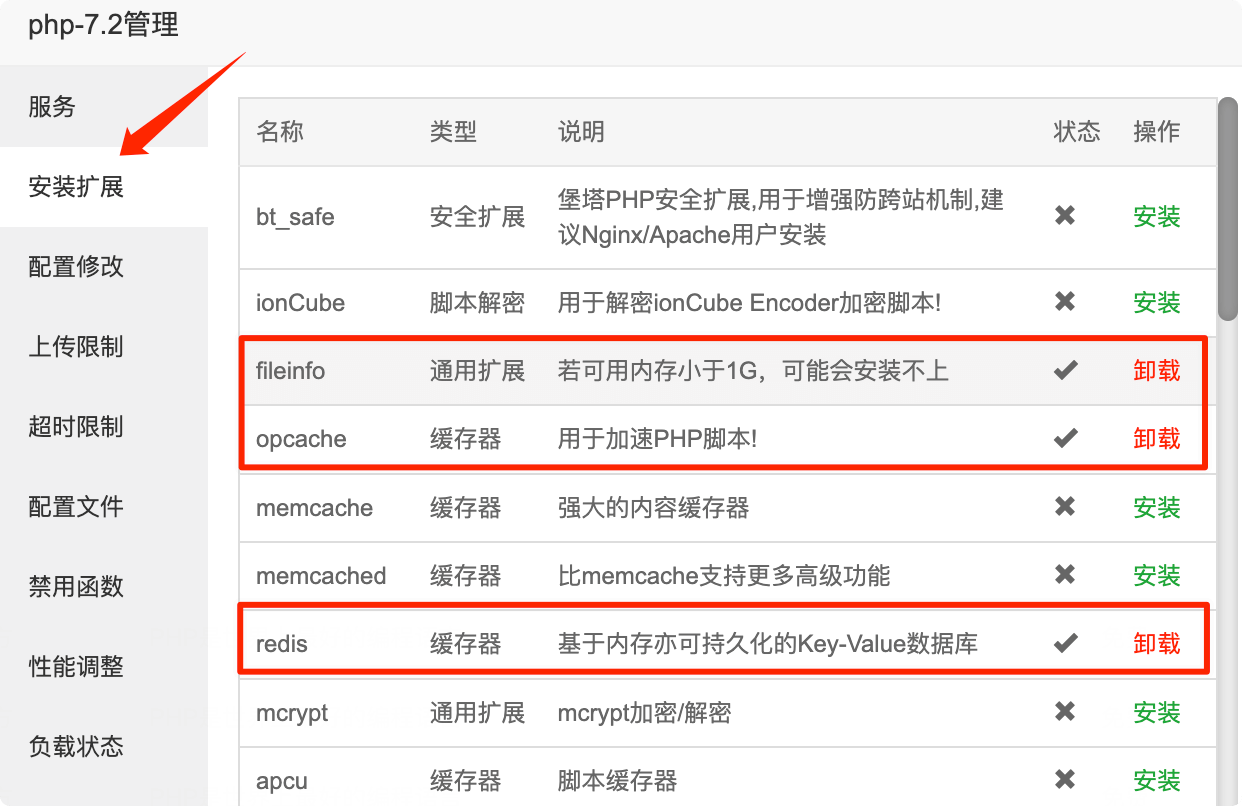 php-7.2管理
服务
安装扩展
配置修改
上传限制
超时限制
配置文件
禁用函数
性能调整
负载状态
名称 类型 说明 状态 操作
bt_safe 安全扩展 堡塔PHP安全扩展,用于增强防跨站机制,建
议Nginx/Apache用户安装 ✖ 安装
ionCube 脚本解密 用于解密ionCube Encoder加密脚本! ✖ 安装
fileinfo 通用扩展 若可用内存小于1G，可能会安装不上 ✔ 卸载
opcache 缓存器 用于加速PHP脚本! ✔ 卸载
memcache 缓存器 强大的内容缓存器 ✖ 安装
memcached 缓存器 比memcache支持更多高级功能 ✖ 安装
redis 缓存器 基于内存亦可持久化的Key-Value数据库 ✔ 卸载
mcrypt 通用扩展 mcrypt加密/解密 ✖ 安装
apcu 缓存器 脚本缓存器 ✖ 安装